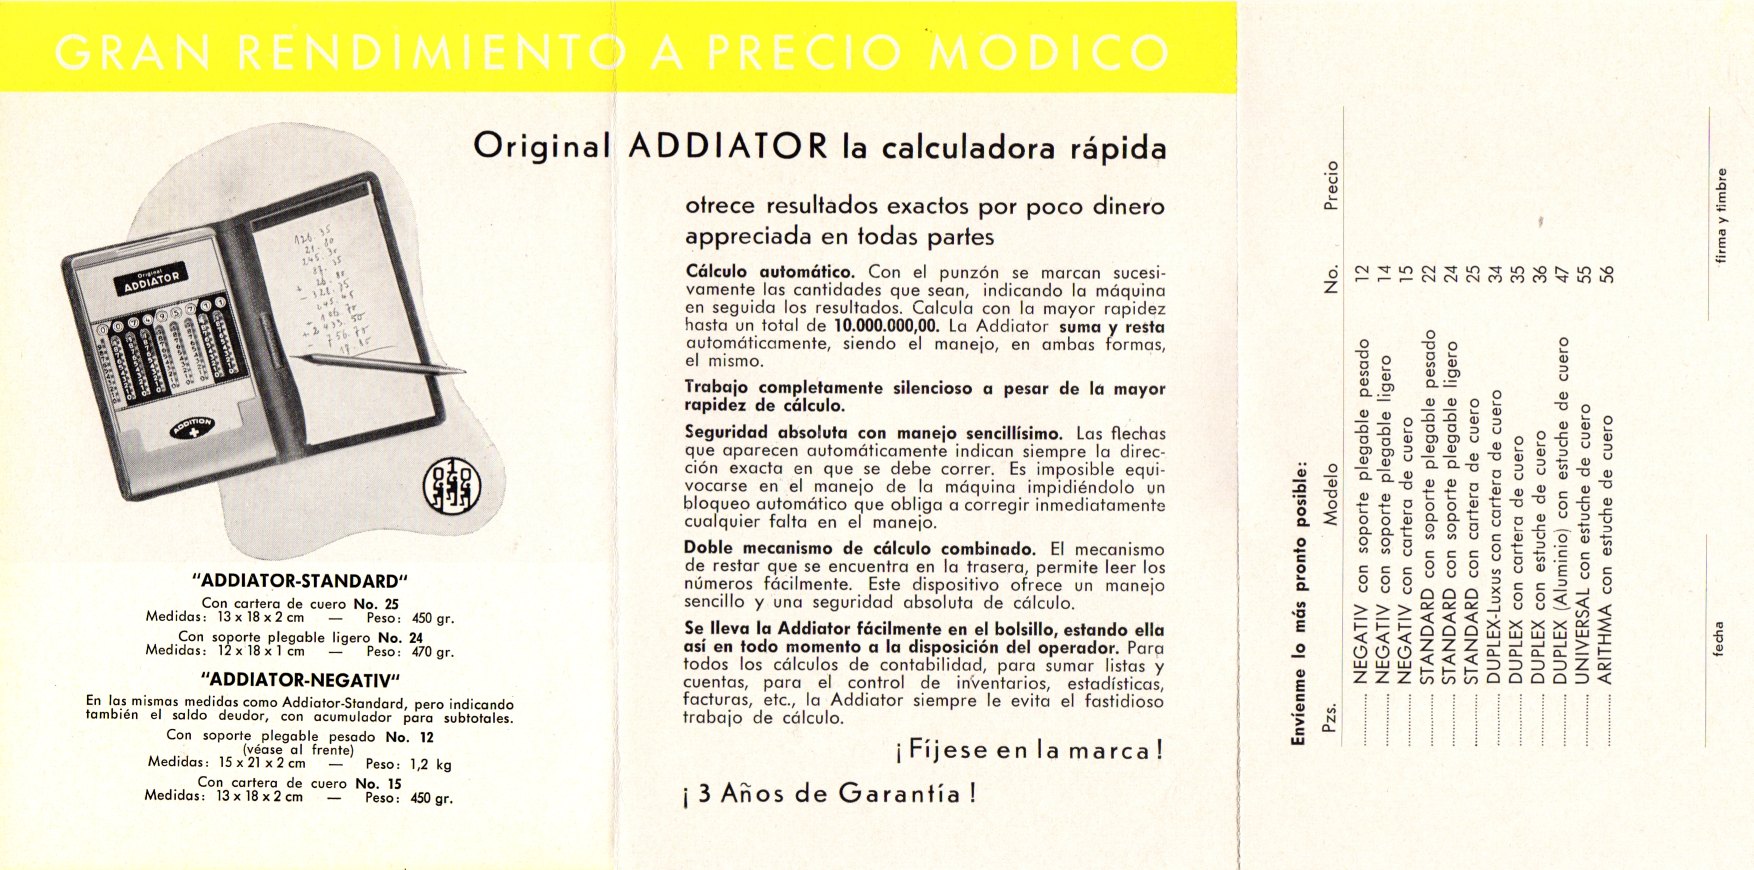 GRAN RENDIMIENTO A PRECIO MODICO
Original ADDIATOR la calculadora rápida
Original
ADDIATOR
ADDITION
+
126.35
"ADDIATOR-STANDARD"
Con cartera de cuero No. 25
Medidas: 13 x 18 x 2 cm — Peso: 450 gr.
Con soporte plegable ligero No. 24
Medidas: 12 x 18 x 1 cm — Peso: 470 gr.
"ADDIATOR-NEGATIV"
En las mismas medidas como Addiator-Standard, pero indicando
también el saldo deudor, con acumulador para subtotales.
Con soporte plegable pesado No. 12
(véase al frente)
Medidas: 15 x 21 x 2 cm — Peso: 1,2 kg
Con cartera de cuero No. 15
Medidas: 13 x 18 x 2 cm — Peso: 450 gr.
ofrece resultados exactos por poco dinero
appreciada en todas partes
Cálculo automático. Con el punzón se marcan sucesi-
vamente las cantidades que sean, indicando la máquina
en seguida los resultados. Calcula con la mayor rapidez
hasta un total de 10.000.000,00. La Addiator suma y resta
automáticamente, siendo el manejo, en ambas formas,
el mismo.
Trabajo completamente silencioso a pesar de la mayor
rapidez de cálculo.
Seguridad absoluta con manejo sencillísimo. Las flechas
que aparecen automáticamente indican siempre la direc-
ción exacta en que se debe correr. Es imposible equi-
vocarse en el manejo de la máquina impidiéndolo un
bloqueo automático que obliga a corregir inmediatamente
cualquier falta en el manejo.
Doble mecanismo de cálculo combinado. El mecanismo
de restar que se encuentra en la trasera, permite leer los
números fácilmente. Este dispositivo ofrece un manejo
sencillo y una seguridad absoluta de cálculo.
Se lleva la Addiator fácilmente en el bolsillo, estando ella
así en todo momento a la disposición del operador. Para
todos los cálculos de contabilidad, para sumar listas y
cuentas, para el control de inventarios, estadísticas,
facturas, etc., la Addiator siempre le evita el fastidioso
trabajo de cálculo.
¡Fíjese en la marca!
¡3 Años de Garantía!
Envíenme lo más pronto posible:
Pzs. Modelo No. Precio
........ NEGATIV con soporte plegable pesado 12
........ NEGATIV con soporte plegable ligero 14
........ NEGATIV con cartera de cuero 15
........ STANDARD con soporte plegable pesado 22
........ STANDARD con soporte plegable ligero 24
........ STANDARD con cartera de cuero 25
........ DUPLEX-Luxus con cartera de cuero 34
........ DUPLEX con cartera de cuero 35
........ DUPLEX con estuche de cuero 36
........ DUPLEX (Aluminio) con estuche de cuero 47
........ UNIVERSAL con estuche de cuero 55
........ ARITHMA con estuche de cuero 56
fecha firma y timbre